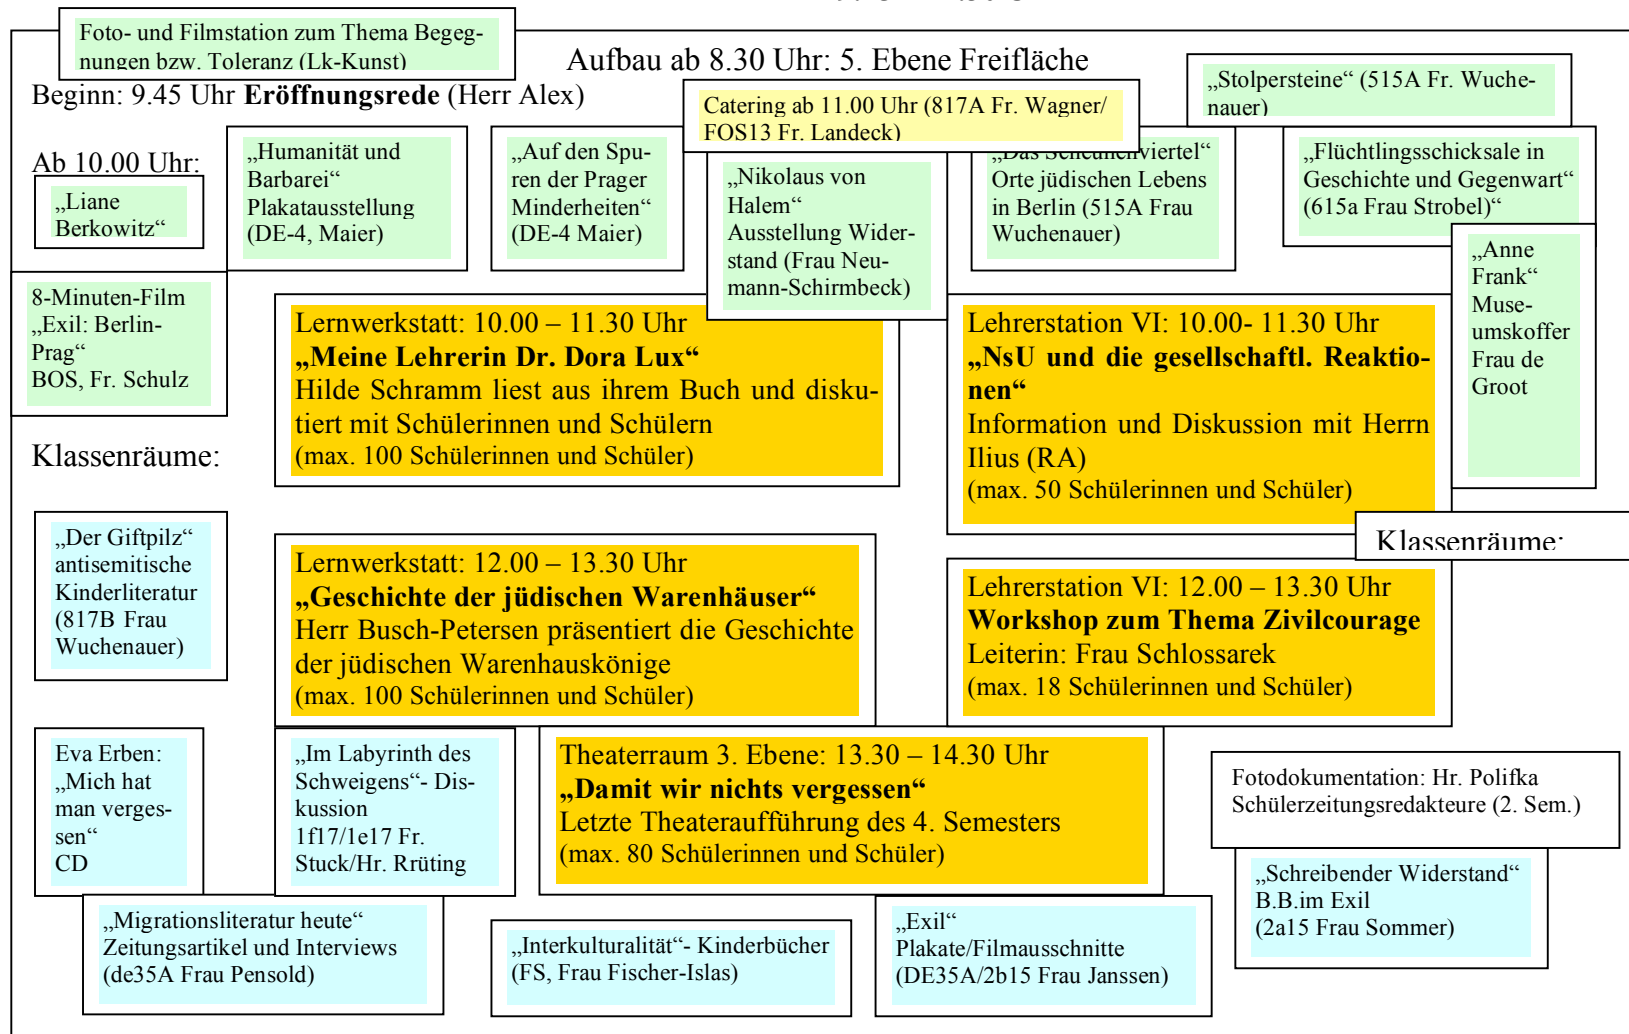 Foto- und Filmstation zum Thema Begeg-
nungen bzw. Toleranz (Lk-Kunst)
Aufbau ab 8.30 Uhr: 5. Ebene Freifläche
Beginn: 9.45 Uhr Eröffnungsrede (Herr Alex)
Catering ab 11.00 Uhr (817A Fr. Wagner/
FOS13 Fr. Landeck)
„Stolpersteine“ (515A Fr. Wuche-
nauer)
Ab 10.00 Uhr:
„Liane
Berkowitz“
„Humanität und
Barbarei“
Plakatausstellung
(DE-4, Maier)
„Auf den Spu-
ren der Prager
Minderheiten“
(DE-4 Maier)
„Nikolaus von
Halem“
Ausstellung Wider-
stand (Frau Neu-
mann-Schirmbeck)
„Das Scheunenviertel“
Orte jüdischen Lebens
in Berlin (515A Frau
Wuchenauer)
„Flüchtlingsschicksale in
Geschichte und Gegenwart“
(615a Frau Strobel)“
„Anne
Frank“
Muse-
umskoffer
Frau de
Groot
8-Minuten-Film
„Exil: Berlin-
Prag“
BOS, Fr. Schulz
Lernwerkstatt: 10.00 – 11.30 Uhr
„Meine Lehrerin Dr. Dora Lux“
Hilde Schramm liest aus ihrem Buch und disku-
tiert mit Schülerinnen und Schülern
(max. 100 Schülerinnen und Schüler)
Lehrerstation VI: 10.00- 11.30 Uhr
„NsU und die gesellschaftl. Reaktio-
nen“
Information und Diskussion mit Herrn
Ilius (RA)
(max. 50 Schülerinnen und Schüler)
Klassenräume:
Klassenräume:
„Der Giftpilz“
antisemitische
Kinderliteratur
(817B Frau
Wuchenauer)
Lernwerkstatt: 12.00 – 13.30 Uhr
„Geschichte der jüdischen Warenhäuser“
Herr Busch-Petersen präsentiert die Geschichte
der jüdischen Warenhauskönige
(max. 100 Schülerinnen und Schüler)
Lehrerstation VI: 12.00 – 13.30 Uhr
Workshop zum Thema Zivilcourage
Leiterin: Frau Schlossarek
(max. 18 Schülerinnen und Schüler)
Eva Erben:
„Mich hat
man verges-
sen“
CD
„Im Labyrinth des
Schweigens“- Dis-
kussion
1f17/1e17 Fr.
Stuck/Hr. Rrüting
Theaterraum 3. Ebene: 13.30 – 14.30 Uhr
„Damit wir nichts vergessen“
Letzte Theateraufführung des 4. Semesters
(max. 80 Schülerinnen und Schüler)
Fotodokumentation: Hr. Polifka
Schülerzeitungsredakteure (2. Sem.)
„Schreibender Widerstand“
B.B.im Exil
(2a15 Frau Sommer)
„Migrationsliteratur heute“
Zeitungsartikel und Interviews
(de35A Frau Pensold)
„Interkulturalität“- Kinderbücher
(FS, Frau Fischer-Islas)
„Exil“
Plakate/Filmausschnitte
(DE35A/2b15 Frau Janssen)